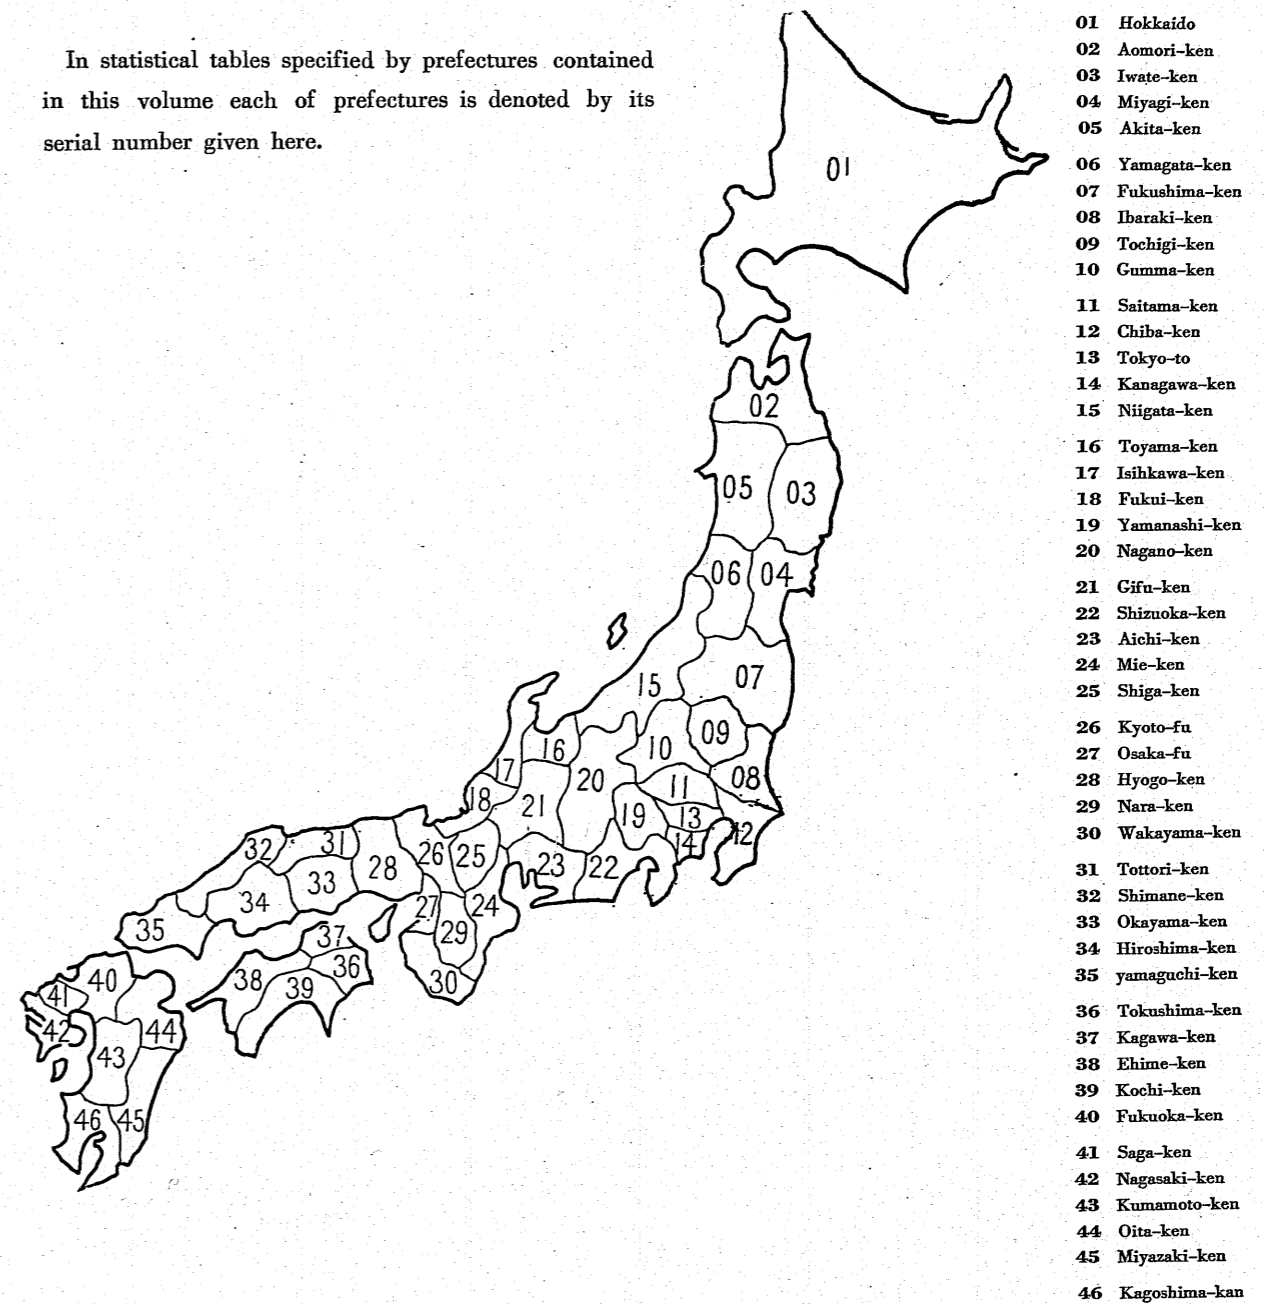 In statistical tables specified by prefectures contained
in this volume each of prefectures is denoted by its
serial number given here.
01 Hokkaido
02 Aomori-ken
03 Iwate-ken
04 Miyagi-ken
05 Akita-ken
06 Yamagata-ken
07 Fukushima-ken
08 Ibaraki-ken
09 Tochigi-ken
10 Gumma-ken
11 Saitama-ken
12 Chiba-ken
13 Tokyo-to
14 Kanagawa-ken
15 Niigata-ken
16 Toyama-ken
17 Isihkawa-ken
18 Fukui-ken
19 Yamanashi-ken
20 Nagano-ken
21 Gifu-ken
22 Shizuoka-ken
23 Aichi-ken
24 Mie-ken
25 Shiga-ken
26 Kyoto-fu
27 Osaka-fu
28 Hyogo-ken
29 Nara-ken
30 Wakayama-ken
31 Tottori-ken
32 Shimane-ken
33 Okayama-ken
34 Hiroshima-ken
35 yamaguchi-ken
36 Tokushima-ken
37 Kagawa-ken
38 Ehime-ken
39 Kochi-ken
40 Fukuoka-ken
41 Saga-ken
42 Nagasaki-ken
43 Kumamoto-ken
44 Oita-ken
45 Miyazaki-ken
46 Kagoshima-kan
01
02
05
03
06
04
07
15
09
16
10
17
08
20
11
18
21
19
13
12
14
32
31
26
25
28
23
22
33
34
27
24
35
29
37
36
40
38
30
39
41
42
44
43
46
45